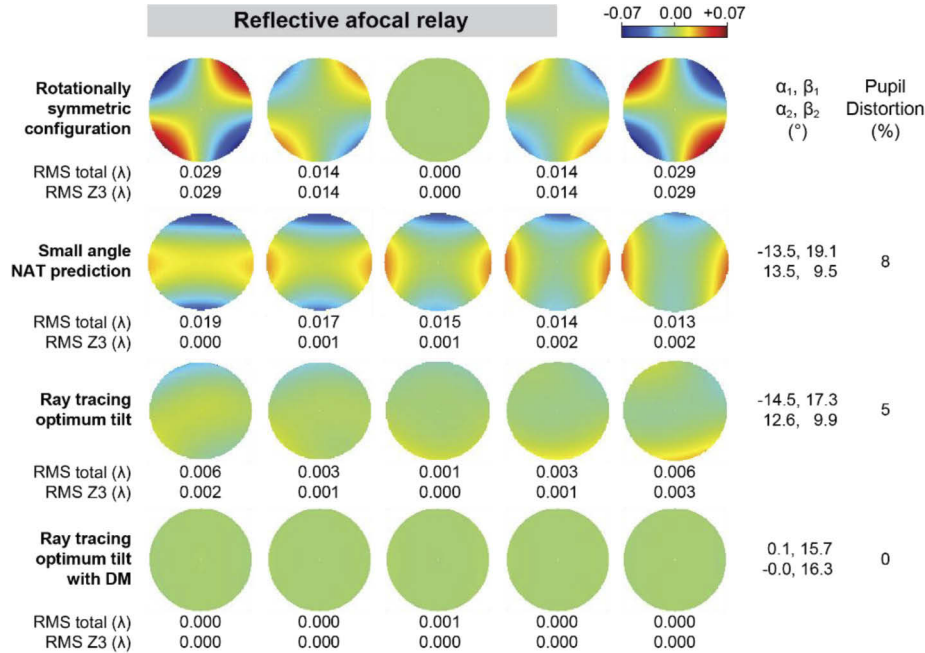 Reflective afocal relay
-0.07 0.00 +0.07
Rotationally
symmetric
configuration
α₁, β₁
α₂, β₂
(°)
Pupil
Distortion
(%)
RMS total (λ) 0.029 0.014 0.000 0.014 0.029
RMS Z3 (λ) 0.029 0.014 0.000 0.014 0.029
Small angle
NAT prediction
-13.5, 19.1
13.5, 9.5
8
RMS total (λ) 0.019 0.017 0.015 0.014 0.013
RMS Z3 (λ) 0.000 0.001 0.001 0.002 0.002
Ray tracing
optimum tilt
-14.5, 17.3
12.6, 9.9
5
RMS total (λ) 0.006 0.003 0.001 0.003 0.006
RMS Z3 (λ) 0.002 0.001 0.000 0.001 0.003
Ray tracing
optimum tilt
with DM
0.1, 15.7
-0.0, 16.3
0
RMS total (λ) 0.000 0.000 0.001 0.000 0.000
RMS Z3 (λ) 0.000 0.000 0.000 0.000 0.000